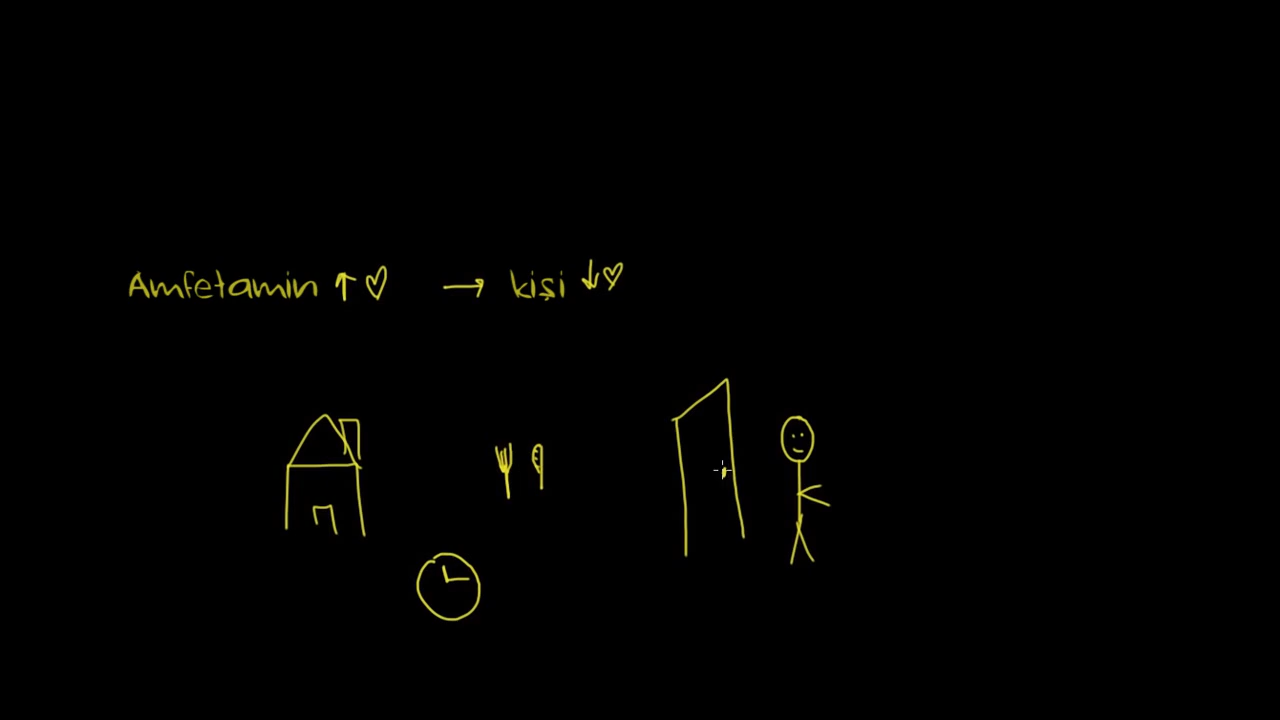 Amfetamin ↑ ♡ → kişi ↓ ♡